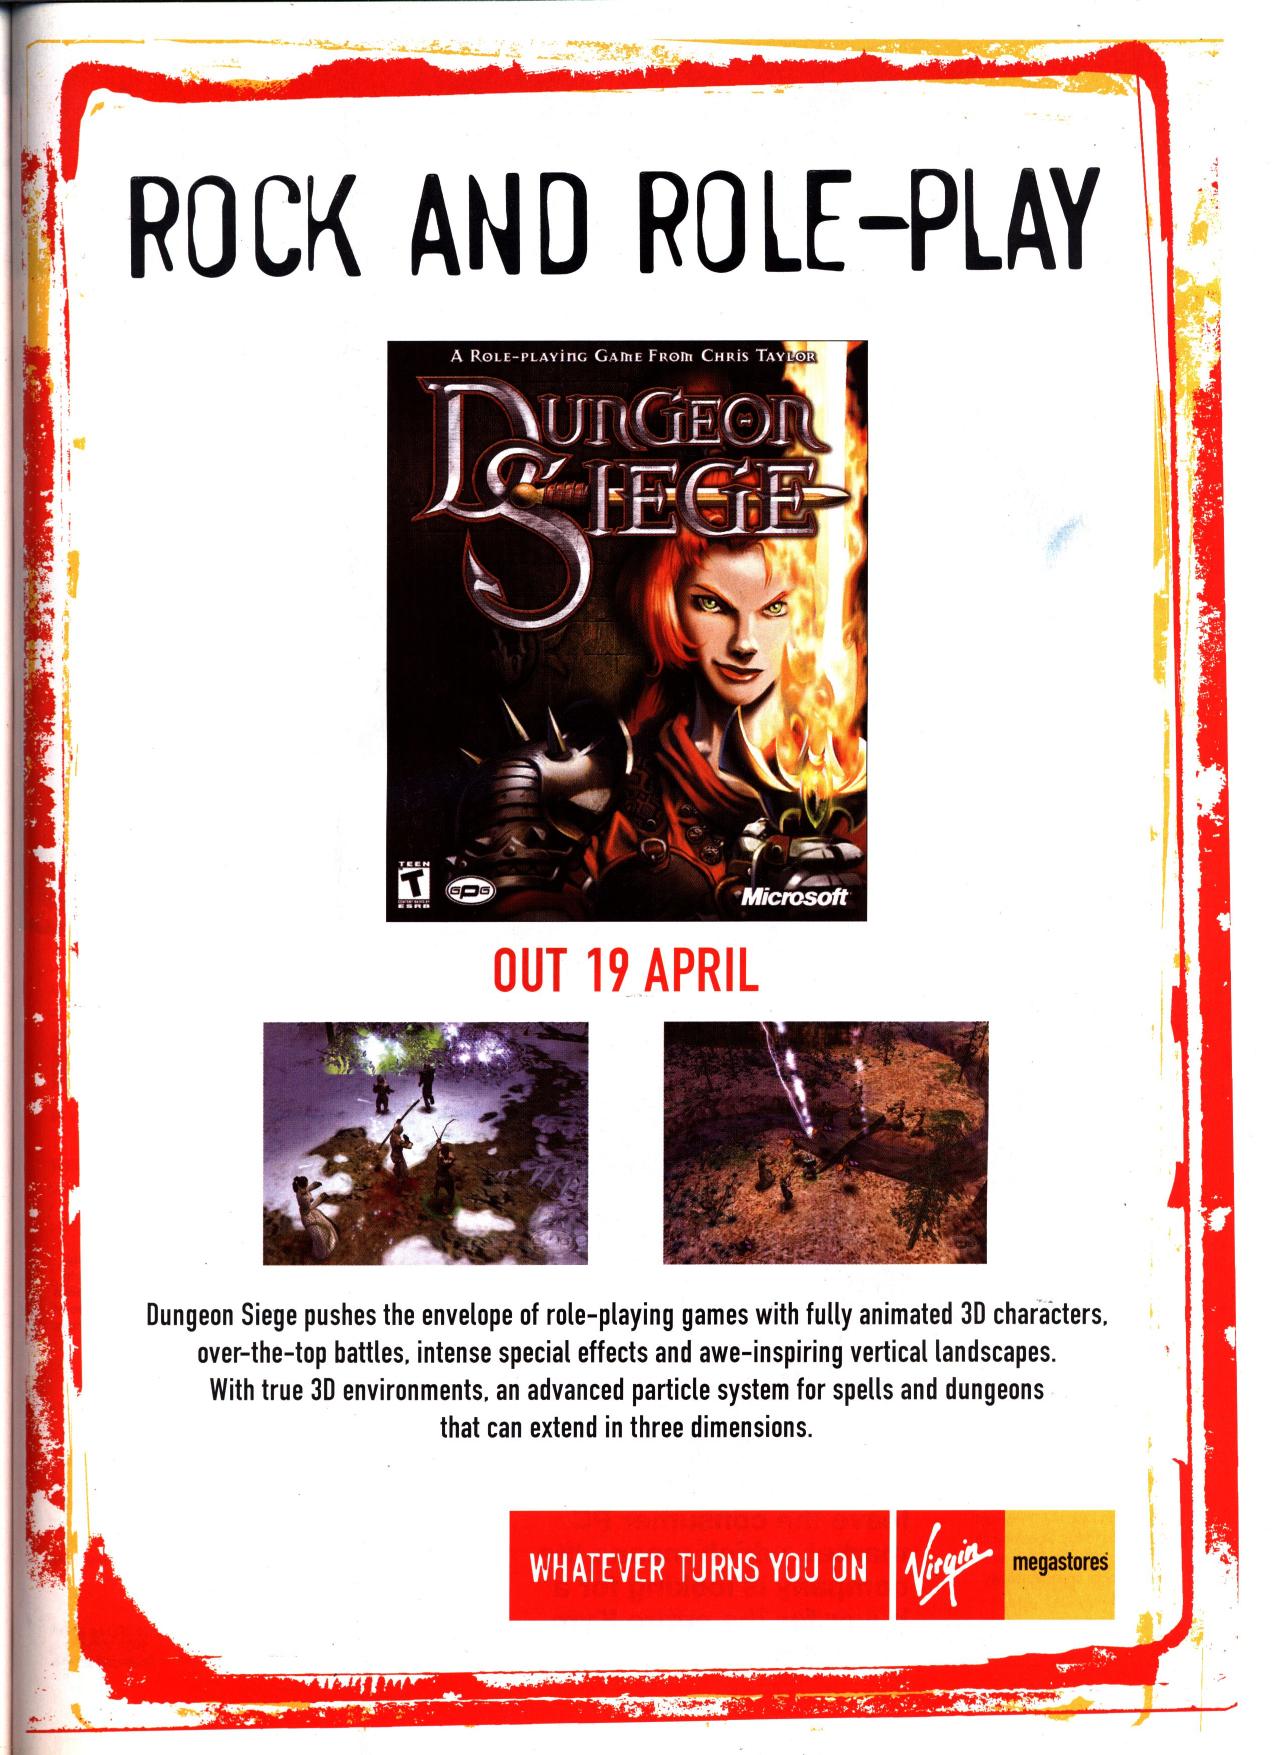 ROCK AND ROLE-PLAY
A ROLE-PLAYING GAME FROM CHRIS TAYLOR
DUNGEON
SIEGE
TEEN
T
CONTENT RATED BY
ESRB
GPG
Microsoft
OUT 19 APRIL
Dungeon Siege pushes the envelope of role-playing games with fully animated 3D characters,
over-the-top battles, intense special effects and awe-inspiring vertical landscapes.
With true 3D environments, an advanced particle system for spells and dungeons
that can extend in three dimensions.
WHATEVER TURNS YOU ON
Virgin
megastores